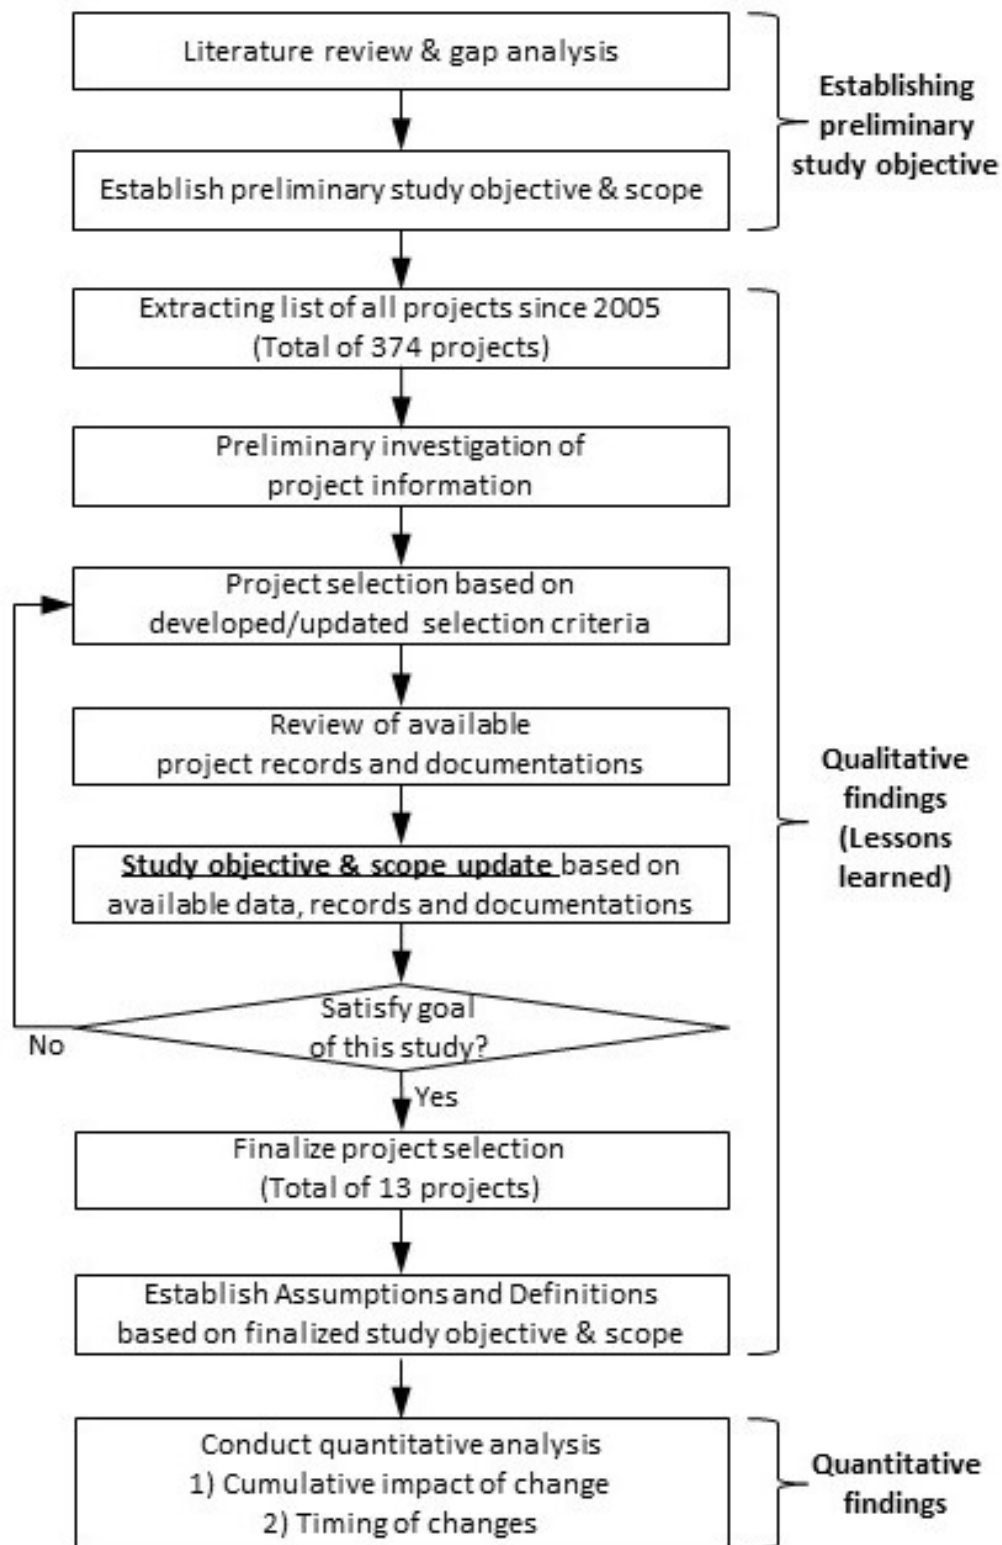 Literature review & gap analysis
Establishing
preliminary
study objective
Establish preliminary study objective & scope
Extracting list of all projects since 2005
(Total of 374 projects)
Preliminary investigation of
project information
Project selection based on
developed/updated selection criteria
Review of available
project records and documentations
Qualitative
findings
(Lessons
learned)
Study objective & scope update based on
available data, records and documentations
Satisfy goal
of this study?
No
Yes
Finalize project selection
(Total of 13 projects)
Establish Assumptions and Definitions
based on finalized study objective & scope
Conduct quantitative analysis
1) Cumulative impact of change
2) Timing of changes
Quantitative
findings